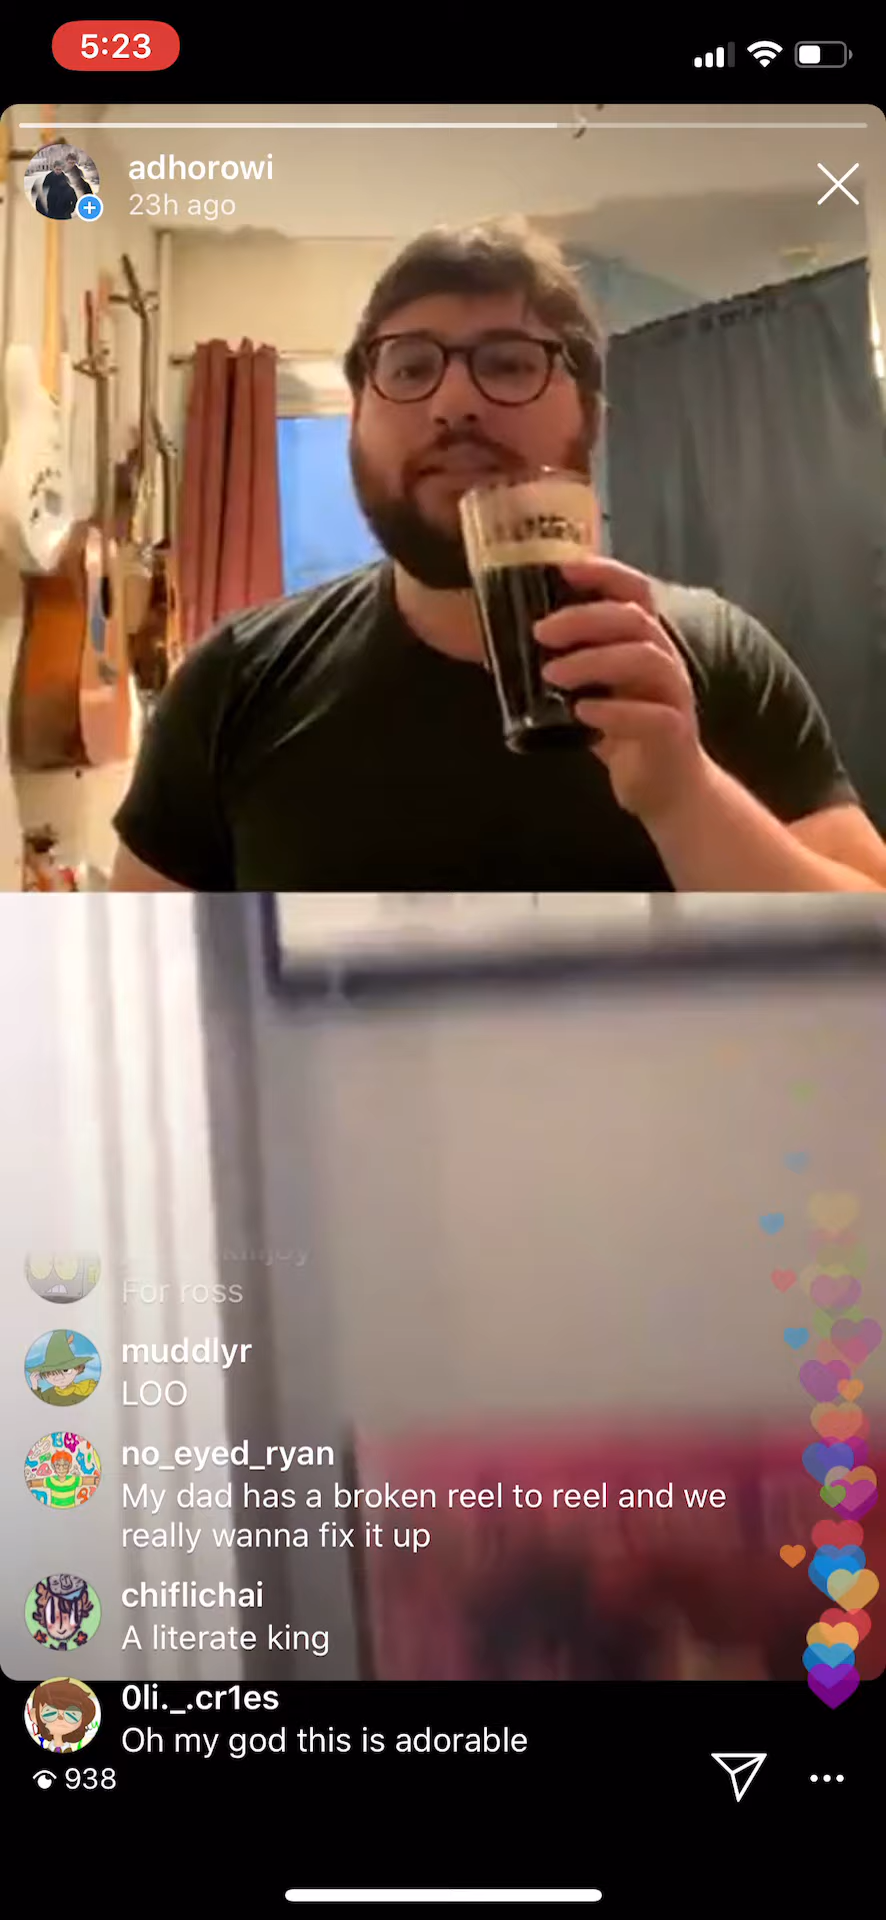 5:23
adhorowi
23h ago
For ross
muddlyr
LOO
no_eyed_ryan
My dad has a broken reel to reel and we
really wanna fix it up
chiflichai
A literate king
0li._.cr1es
Oh my god this is adorable
938